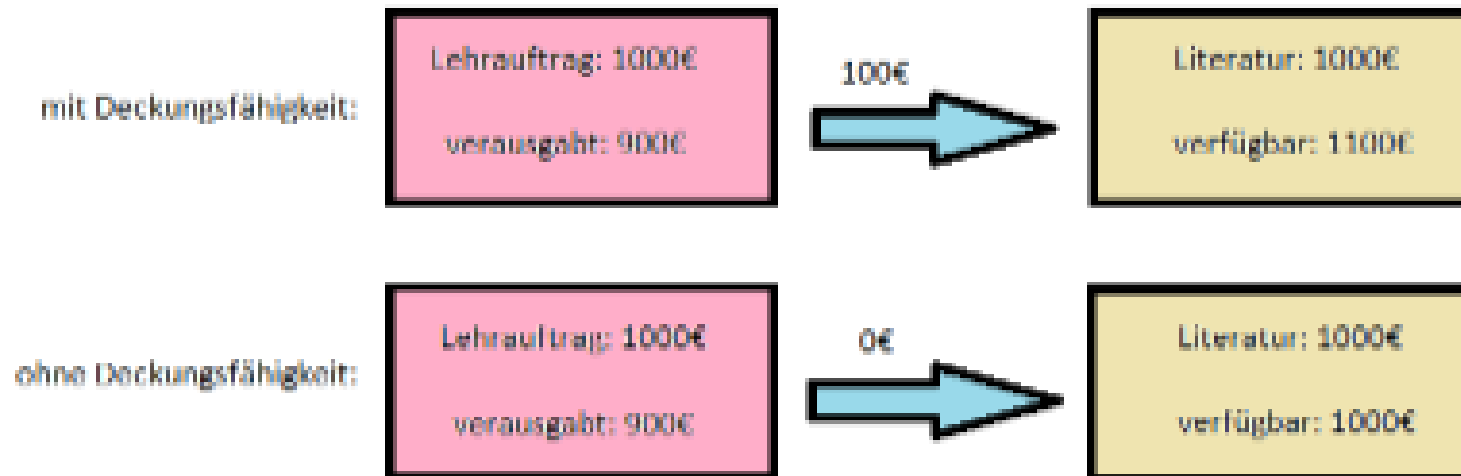 mit Deckungsfähigkeit:
Lehrauftrag: 1000€
verausgabt: 900€
100€
Literatur: 1000€
verfügbar: 1100€
ohne Deckungsfähigkeit:
Lehrauftrag: 1000€
verausgabt: 900€
0€
Literatur: 1000€
verfügbar: 1000€